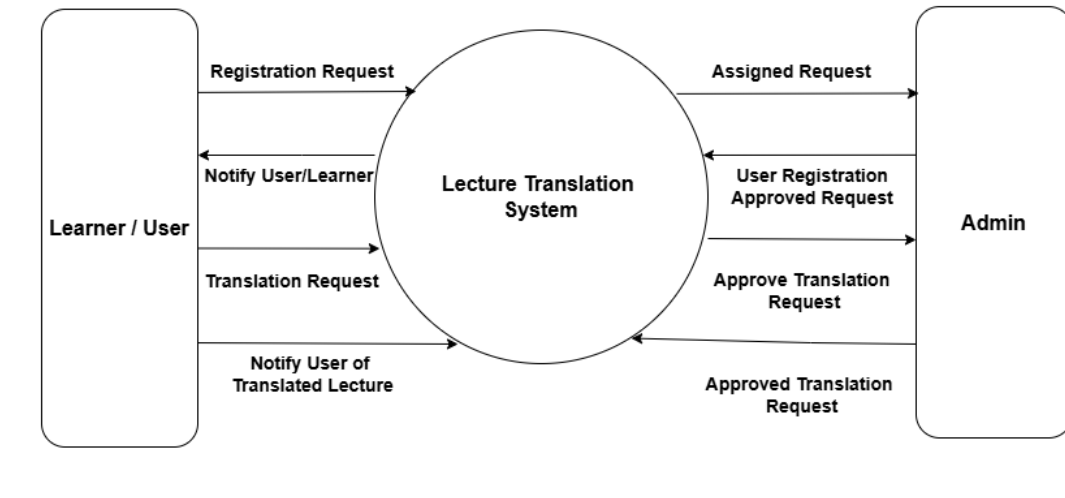 Registration Request
Assigned Request
Notify User/Learner
User Registration
Approved Request
Lecture Translation
System
Learner / User
Admin
Translation Request
Approve Translation
Request
Notify User of
Translated Lecture
Approved Translation
Request